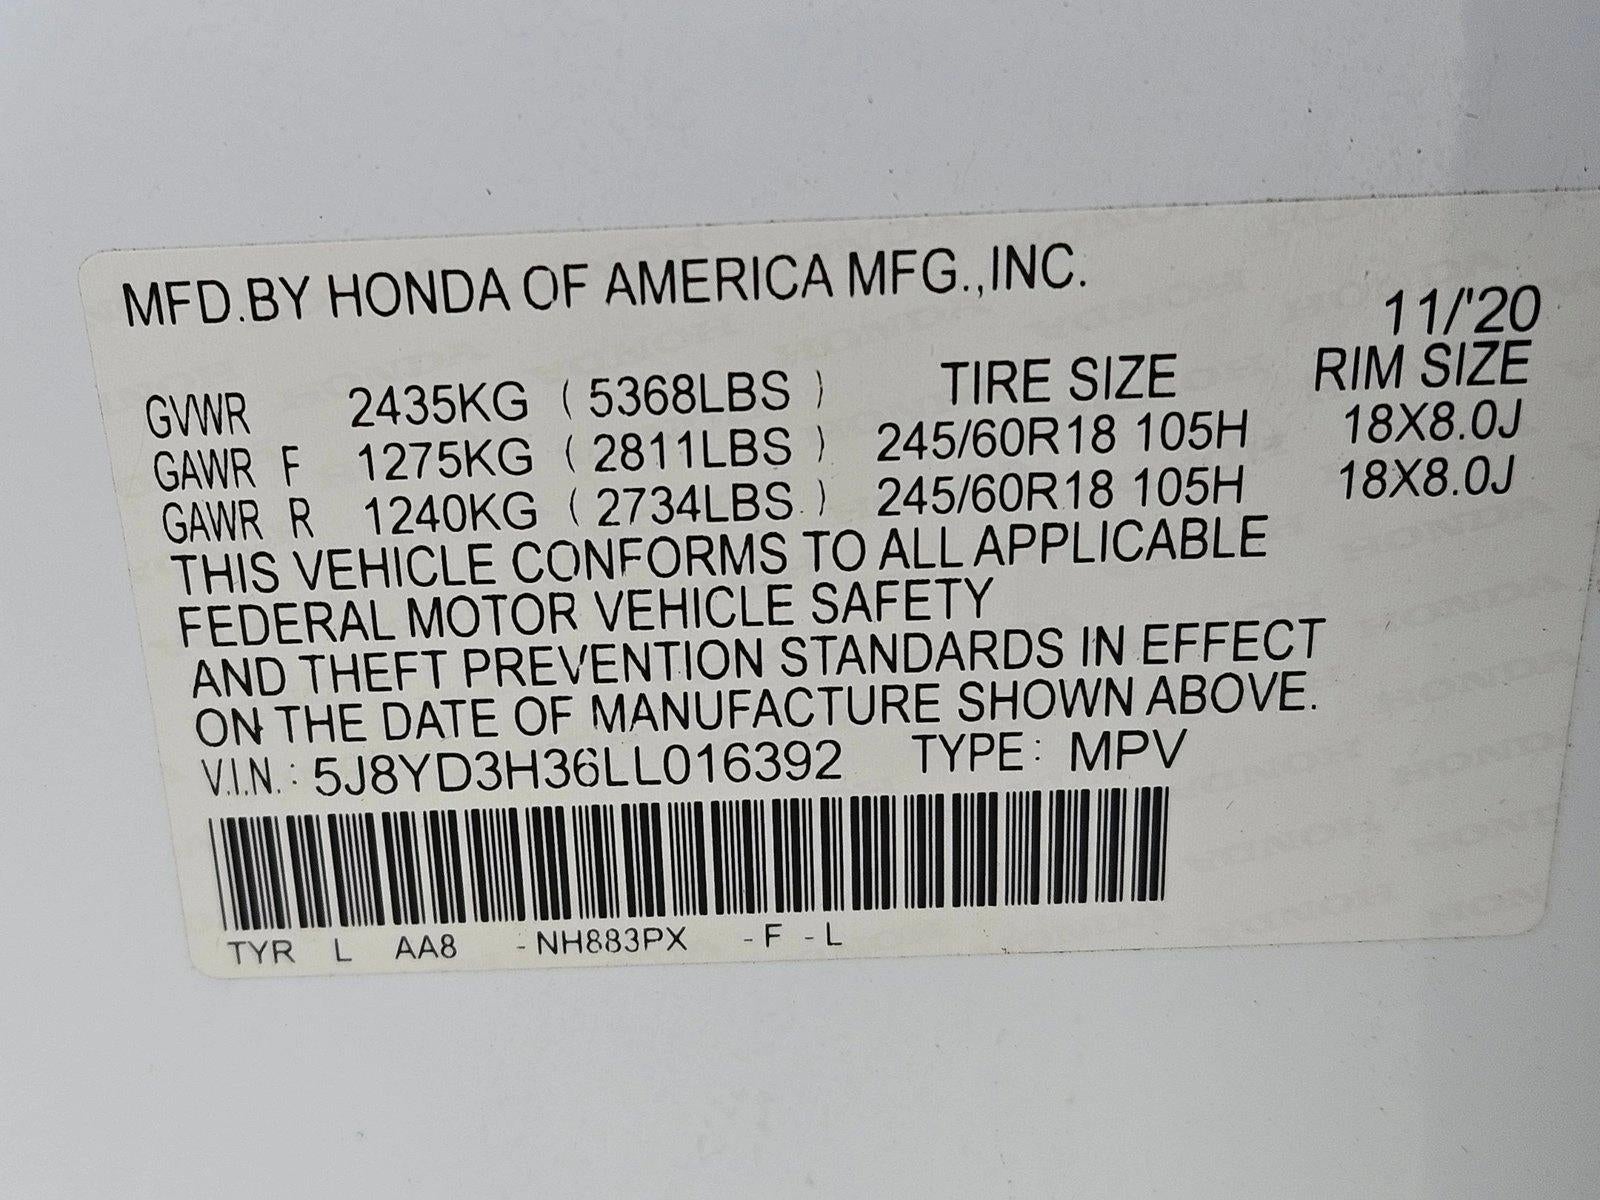 MFD.BY HONDA OF AMERICA MFG.,INC.
11/'20
TIRE SIZE RIM SIZE
GVWR 2435KG ( 5368LBS )
GAWR F 1275KG ( 2811LBS ) 245/60R18 105H 18X8.0J
GAWR R 1240KG ( 2734LBS ) 245/60R18 105H 18X8.0J
THIS VEHICLE CONFORMS TO ALL APPLICABLE
FEDERAL MOTOR VEHICLE SAFETY
AND THEFT PREVENTION STANDARDS IN EFFECT
ON THE DATE OF MANUFACTURE SHOWN ABOVE.
V.I.N.: 5J8YD3H36LL016392 TYPE: MPV
TYR L AA8 -NH883PX -F -L